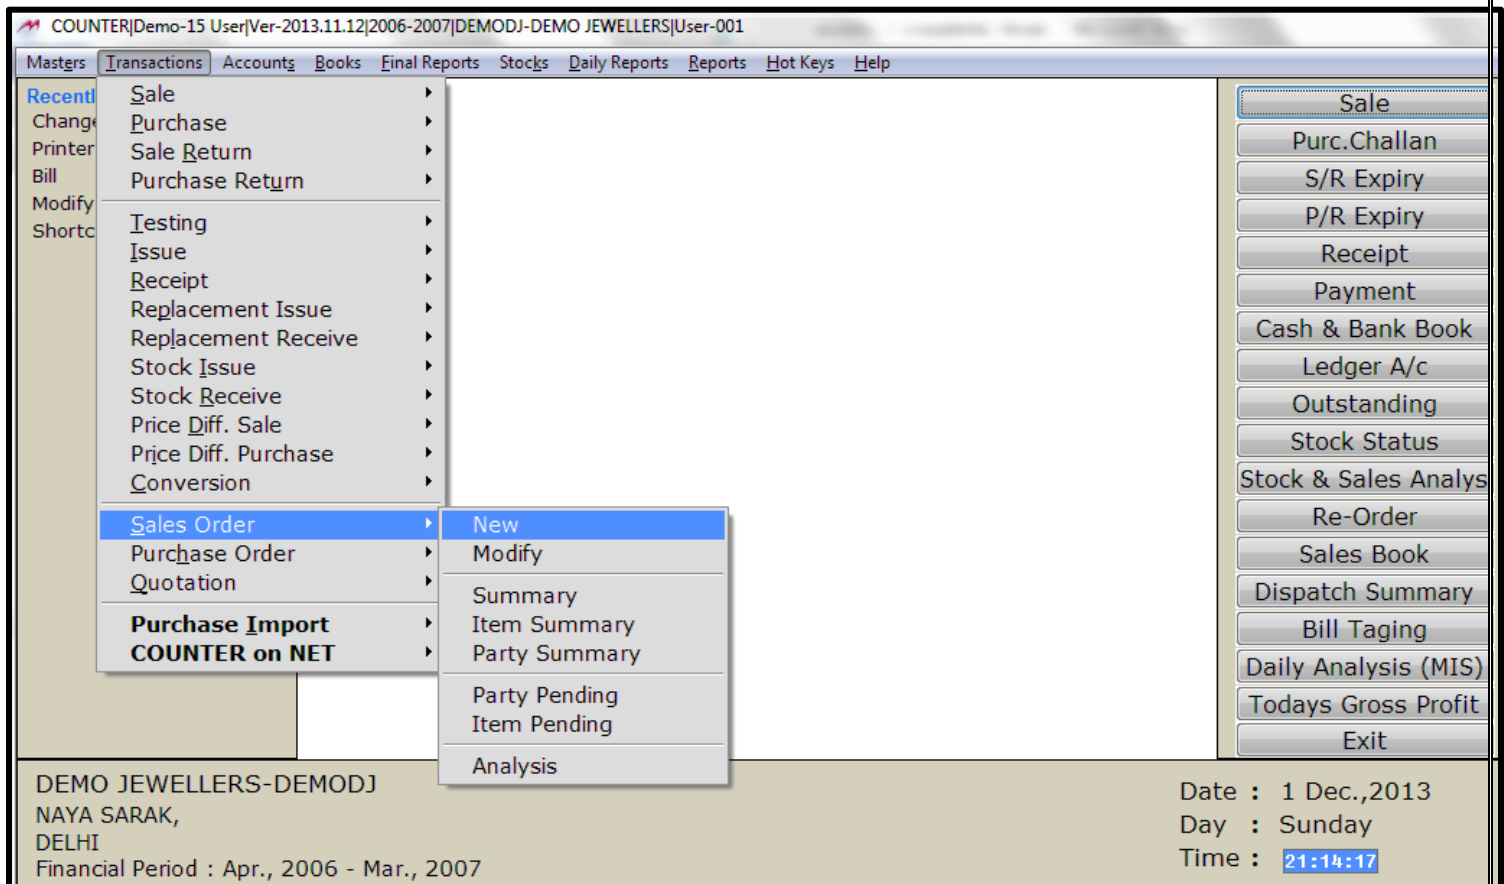 COUNTER|Demo-15 User|Ver-2013.11.12|2006-2007|DEMODJ-DEMO JEWELLERS|User-001
Masters Transactions Accounts Books Final Reports Stocks Daily Reports Reports Hot Keys Help
Recentl
Change
Printer
Bill
Modify
Shortc
Sale
Purchase
Sale Return
Purchase Return
Testing
Issue
Receipt
Replacement Issue
Replacement Receive
Stock Issue
Stock Receive
Price Diff. Sale
Price Diff. Purchase
Conversion
Sales Order
Purchase Order
Quotation
Purchase Import
COUNTER on NET
New
Modify
Summary
Item Summary
Party Summary
Party Pending
Item Pending
Analysis
Sale
Purc.Challan
S/R Expiry
P/R Expiry
Receipt
Payment
Cash & Bank Book
Ledger A/c
Outstanding
Stock Status
Stock & Sales Analys
Re-Order
Sales Book
Dispatch Summary
Bill Taging
Daily Analysis (MIS)
Todays Gross Profit
Exit
DEMO JEWELLERS-DEMODJ
NAYA SARAK,
DELHI
Financial Period : Apr., 2006 - Mar., 2007
Date : 1 Dec.,2013
Day : Sunday
Time : 21:14:17